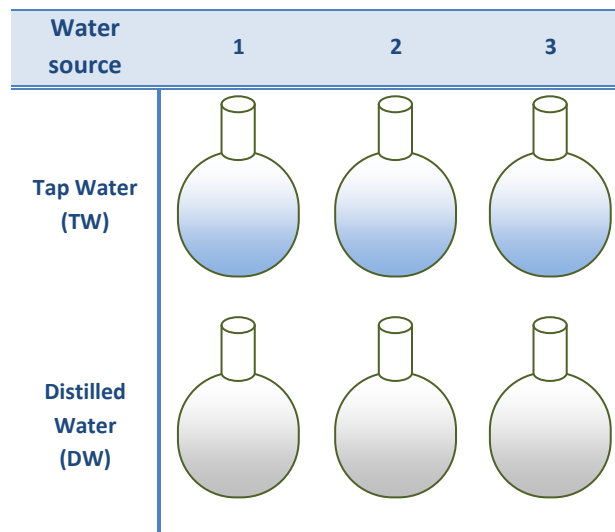 Water
source
1
2
3
Tap Water
(TW)
Distilled
Water
(DW)